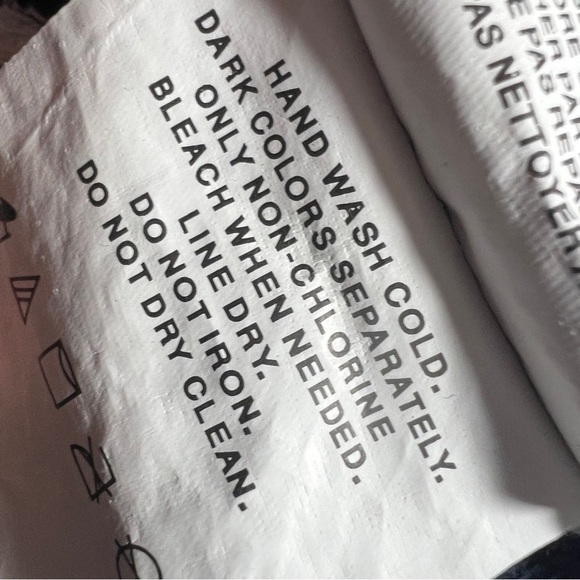 HAND WASH COLD.
DARK COLORS SEPARATELY.
ONLY NON-CHLORINE
BLEACH WHEN NEEDED.
LINE DRY.
DO NOT IRON.
DO NOT DRY CLEAN.
PAS NETTOYER